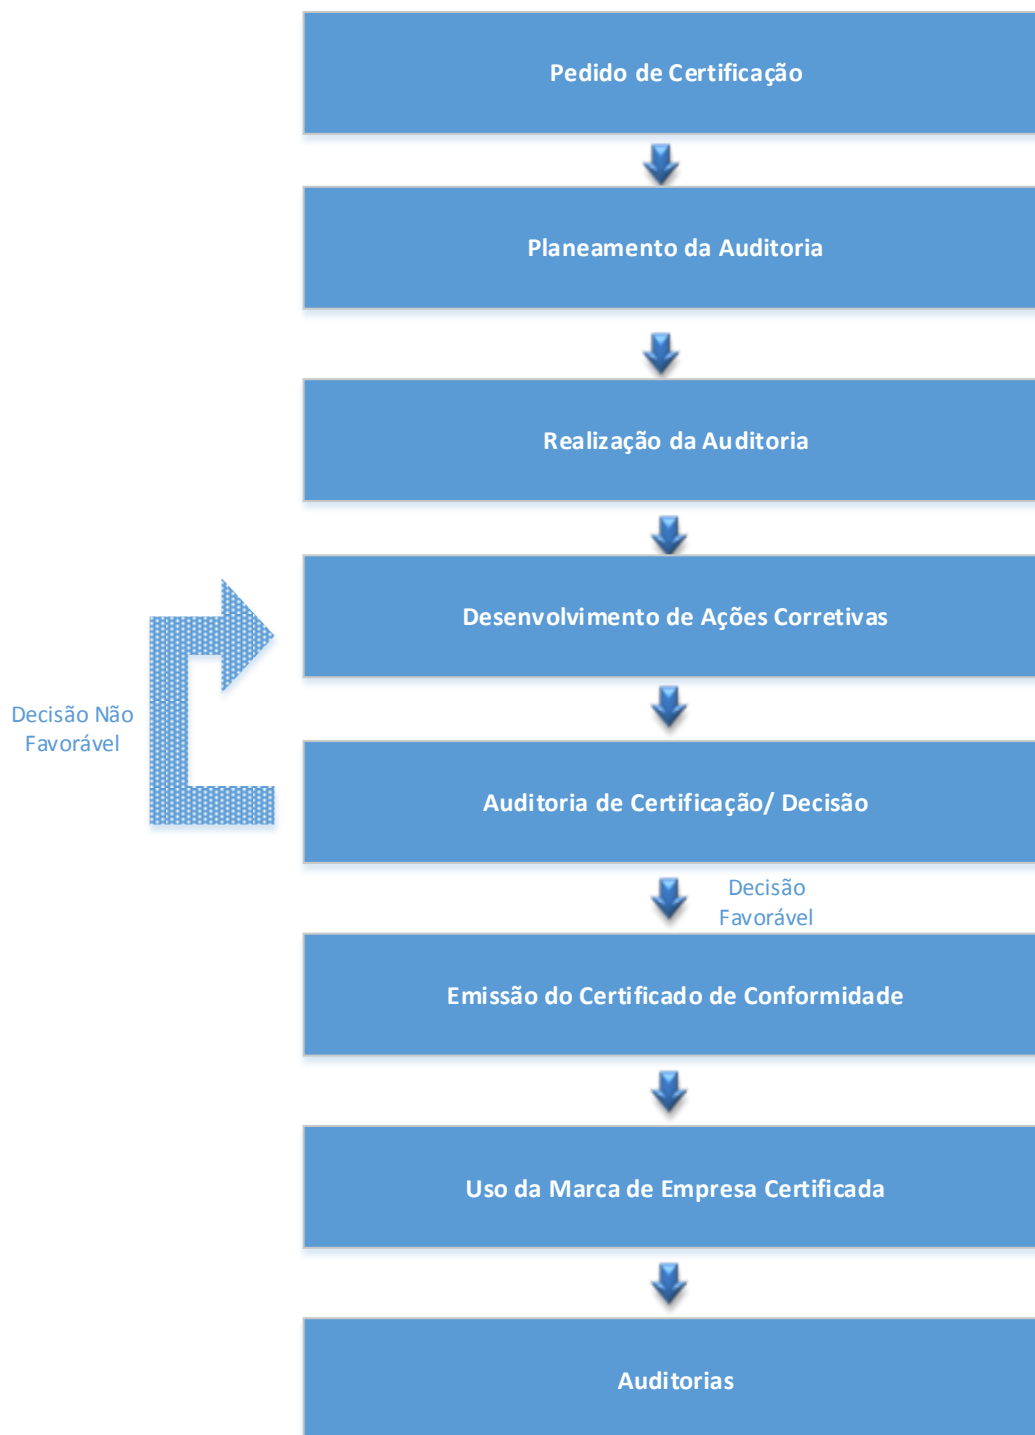 Pedido de Certificação
Planeamento da Auditoria
Realização da Auditoria
Desenvolvimento de Ações Corretivas
Decisão Não
Favorável
Auditoria de Certificação/ Decisão
Decisão
Favorável
Emissão do Certificado de Conformidade
Uso da Marca de Empresa Certificada
Auditorias